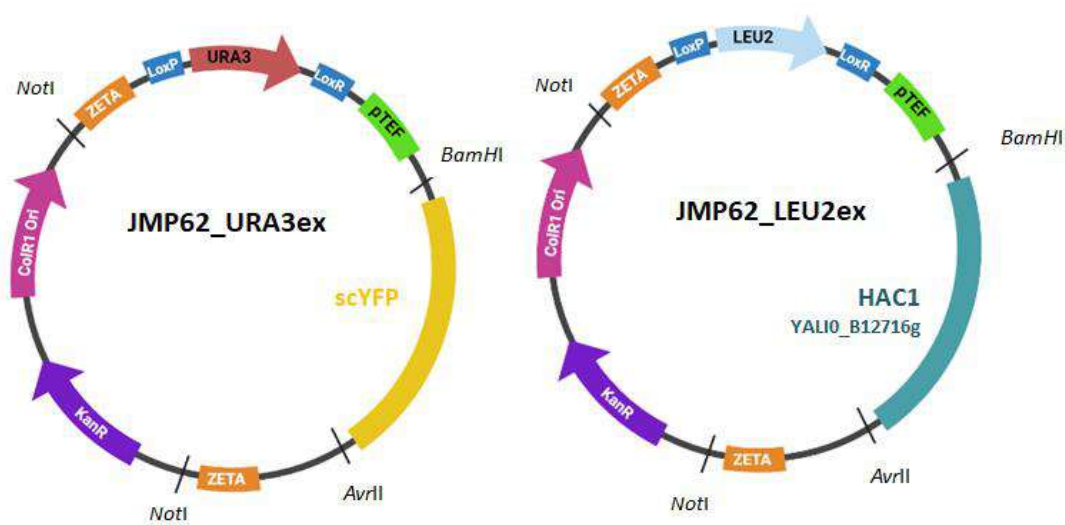 URA3
LoxP
LoxR
ZETA
pTEF
NotI
BamHI
ColR1 Ori
JMP62_URA3ex
scYFP
KanR
ZETA
AvrII
NotI
LEU2
LoxP
LoxR
ZETA
pTEF
NotI
BamHI
ColR1 Ori
JMP62_LEU2ex
HAC1
YALI0_B12716g
KanR
ZETA
AvrII
NotI